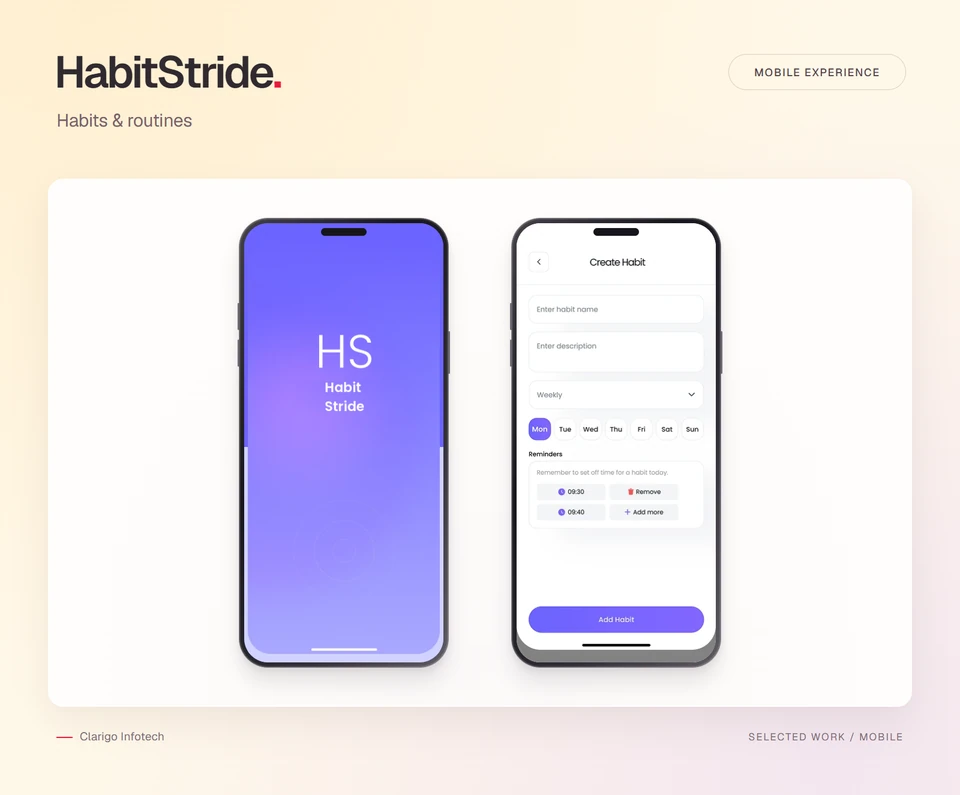 HabitStride.
MOBILE EXPERIENCE
Habits & routines
HS
Habit
Stride
Create Habit
Enter habit name
Enter description
Weekly
Mon Tue Wed Thu Fri Sat Sun
Reminders
Remember to set off time for a habit today.
09:30 Remove
09:40 + Add more
Add Habit
Clarigo Infotech
SELECTED WORK / MOBILE